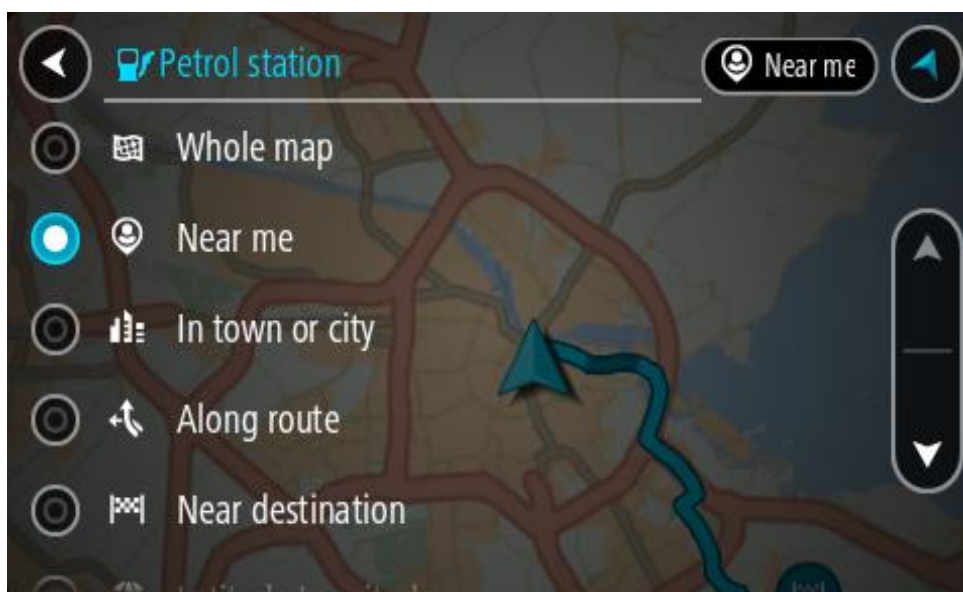 Petrol station
Near me
Whole map
Near me
In town or city
Along route
Near destination